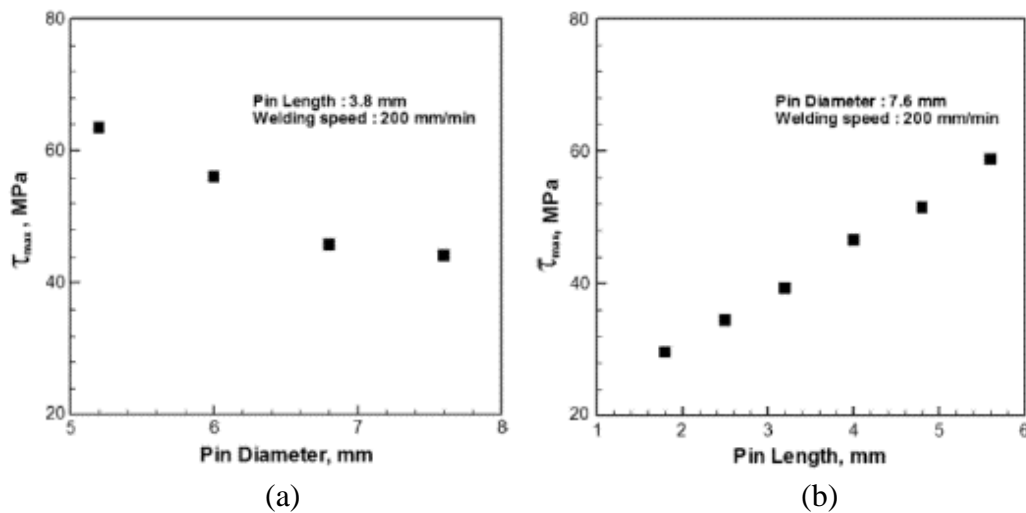 80
60
40
20
5
6
7
8
τmax , MPa
Pin Length : 3.8 mm
Welding speed : 200 mm/min
Pin Diameter, mm
(a)
80
60
40
20
1
2
3
4
5
6
τmax, MPa
Pin Diameter : 7.6 mm
Welding speed : 200 mm/min
Pin Length, mm
(b)